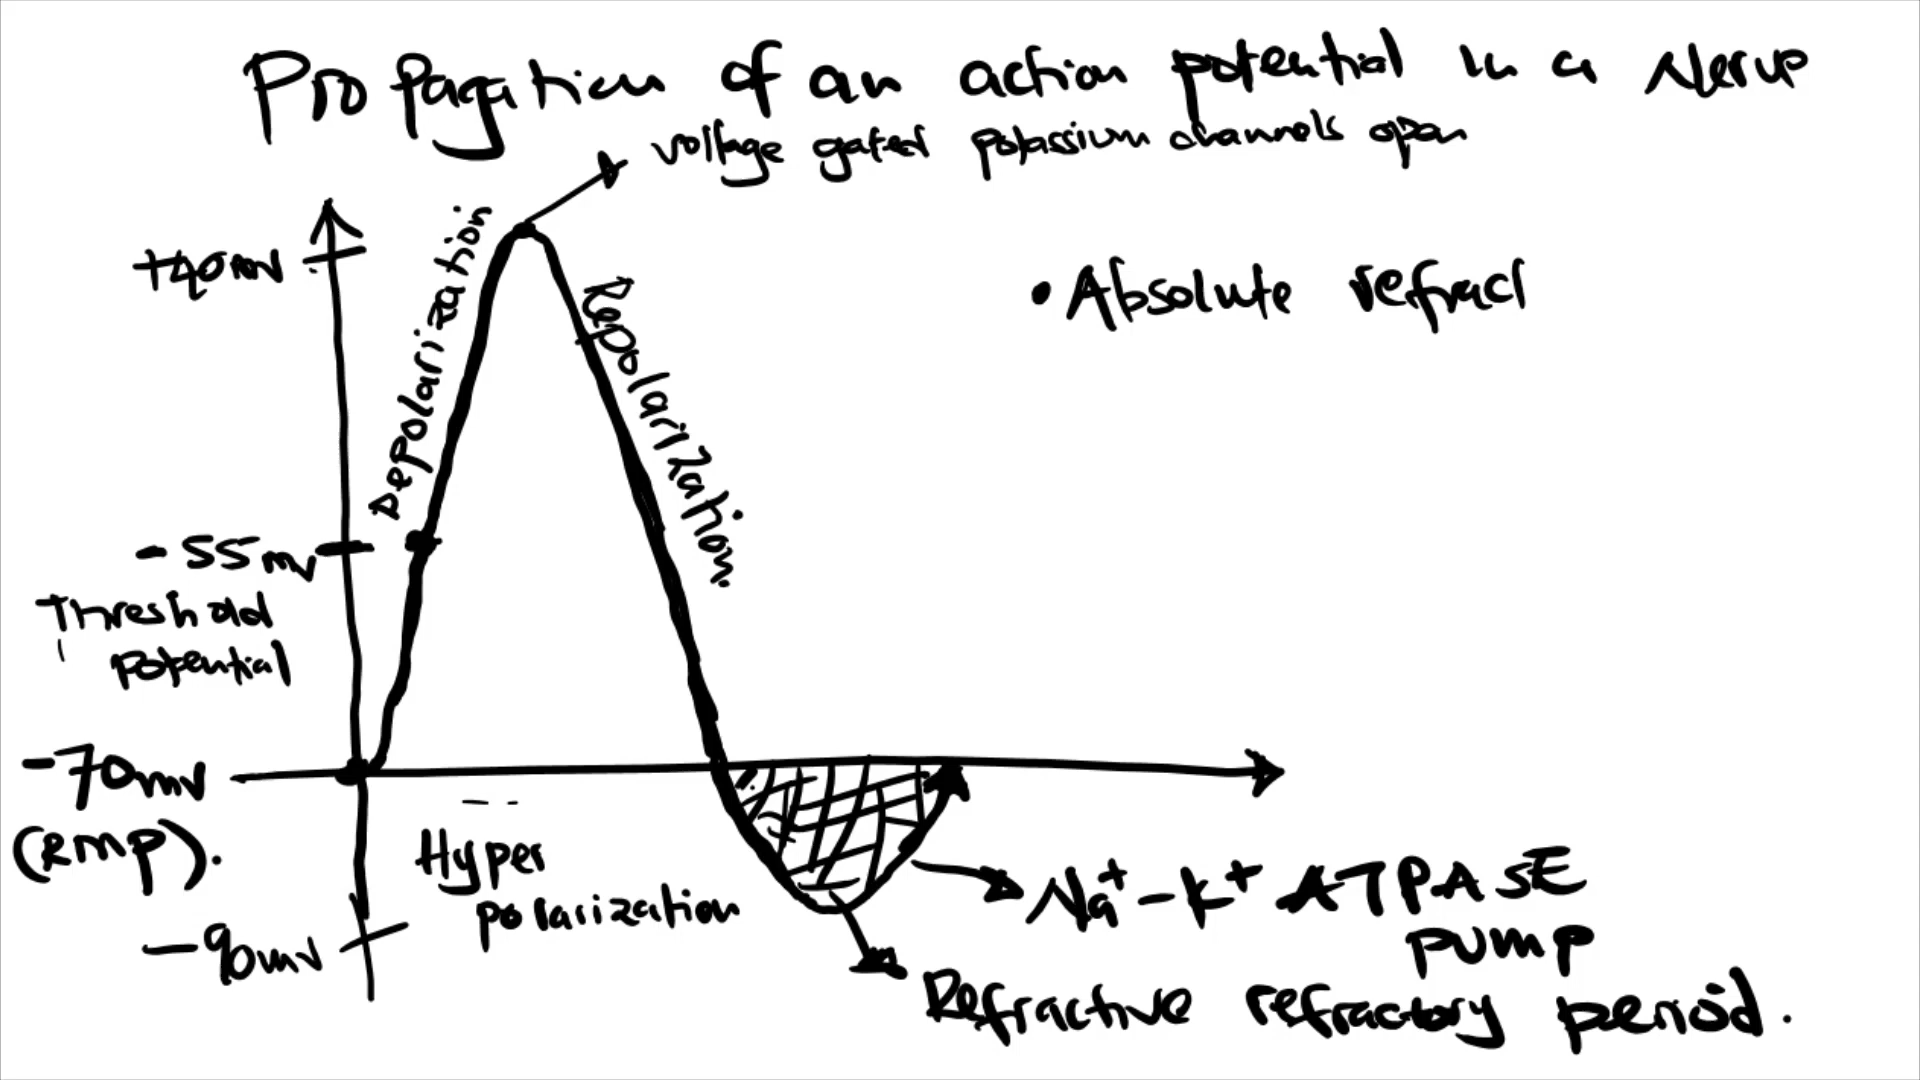 Propagation of an action potential in a Nerve
voltage gated potassium channels open
+40mv
Depolarization
Repolarization
• Absolute refract
-55mv
Threshold
potential
-70mv
(RMP).
Hyper
polarization
-90mv
Na+-K+ ATPASE
PUMP
Refractive refractory period.